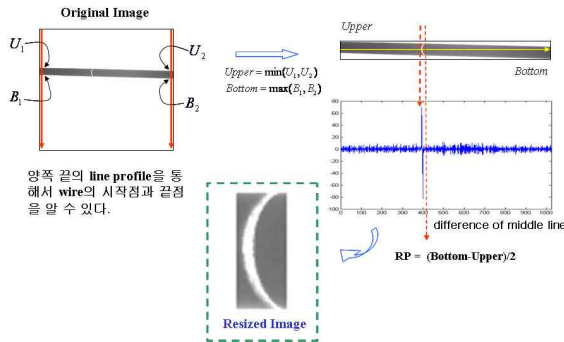 Original Image
U1
U2
B1
B2
Upper = min(U1,U2)
Bottom = max(B1,B2)
양쪽 끝의 line profile을 통
해서 wire의 시작점과 끝점
을 알 수 있다.
Upper
Bottom
80
60
40
20
0
-20
-40
-60
-80
-100
0 100 200 300 400 500 600 700 800 900 1000
difference of middle line
RP = (Bottom-Upper)/2
Resized Image